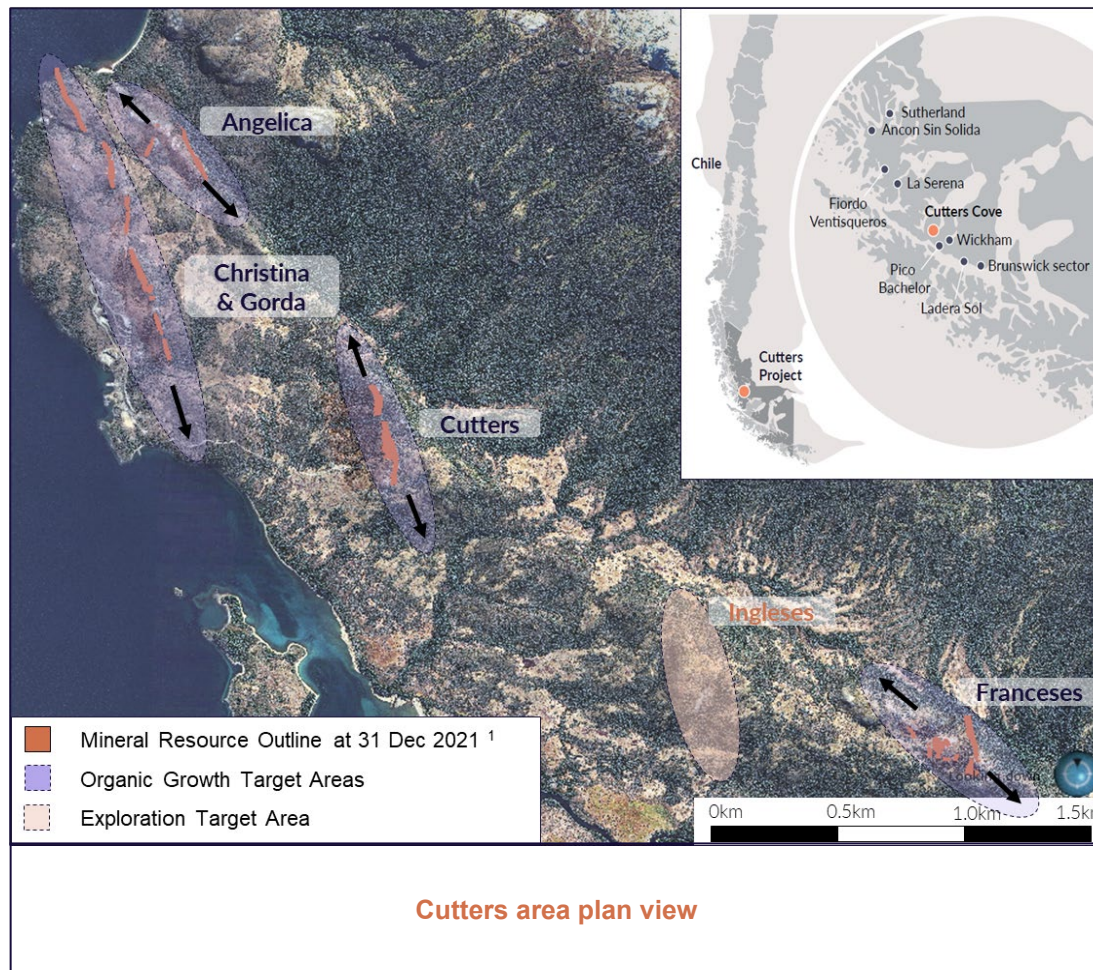 Angelica
Christina
& Gorda
Cutters
Ingleses
Franceses
Looking down
Chile
Cutters
Project
Sutherland
Ancon Sin Solida
La Serena
Fiordo
Ventisqueros
Cutters Cove
Wickham
Pico
Bachelor
Brunswick sector
Ladera Sol
Mineral Resource Outline at 31 Dec 2021 ¹
Organic Growth Target Areas
Exploration Target Area
0km 0.5km 1.0km 1.5km
Cutters area plan view